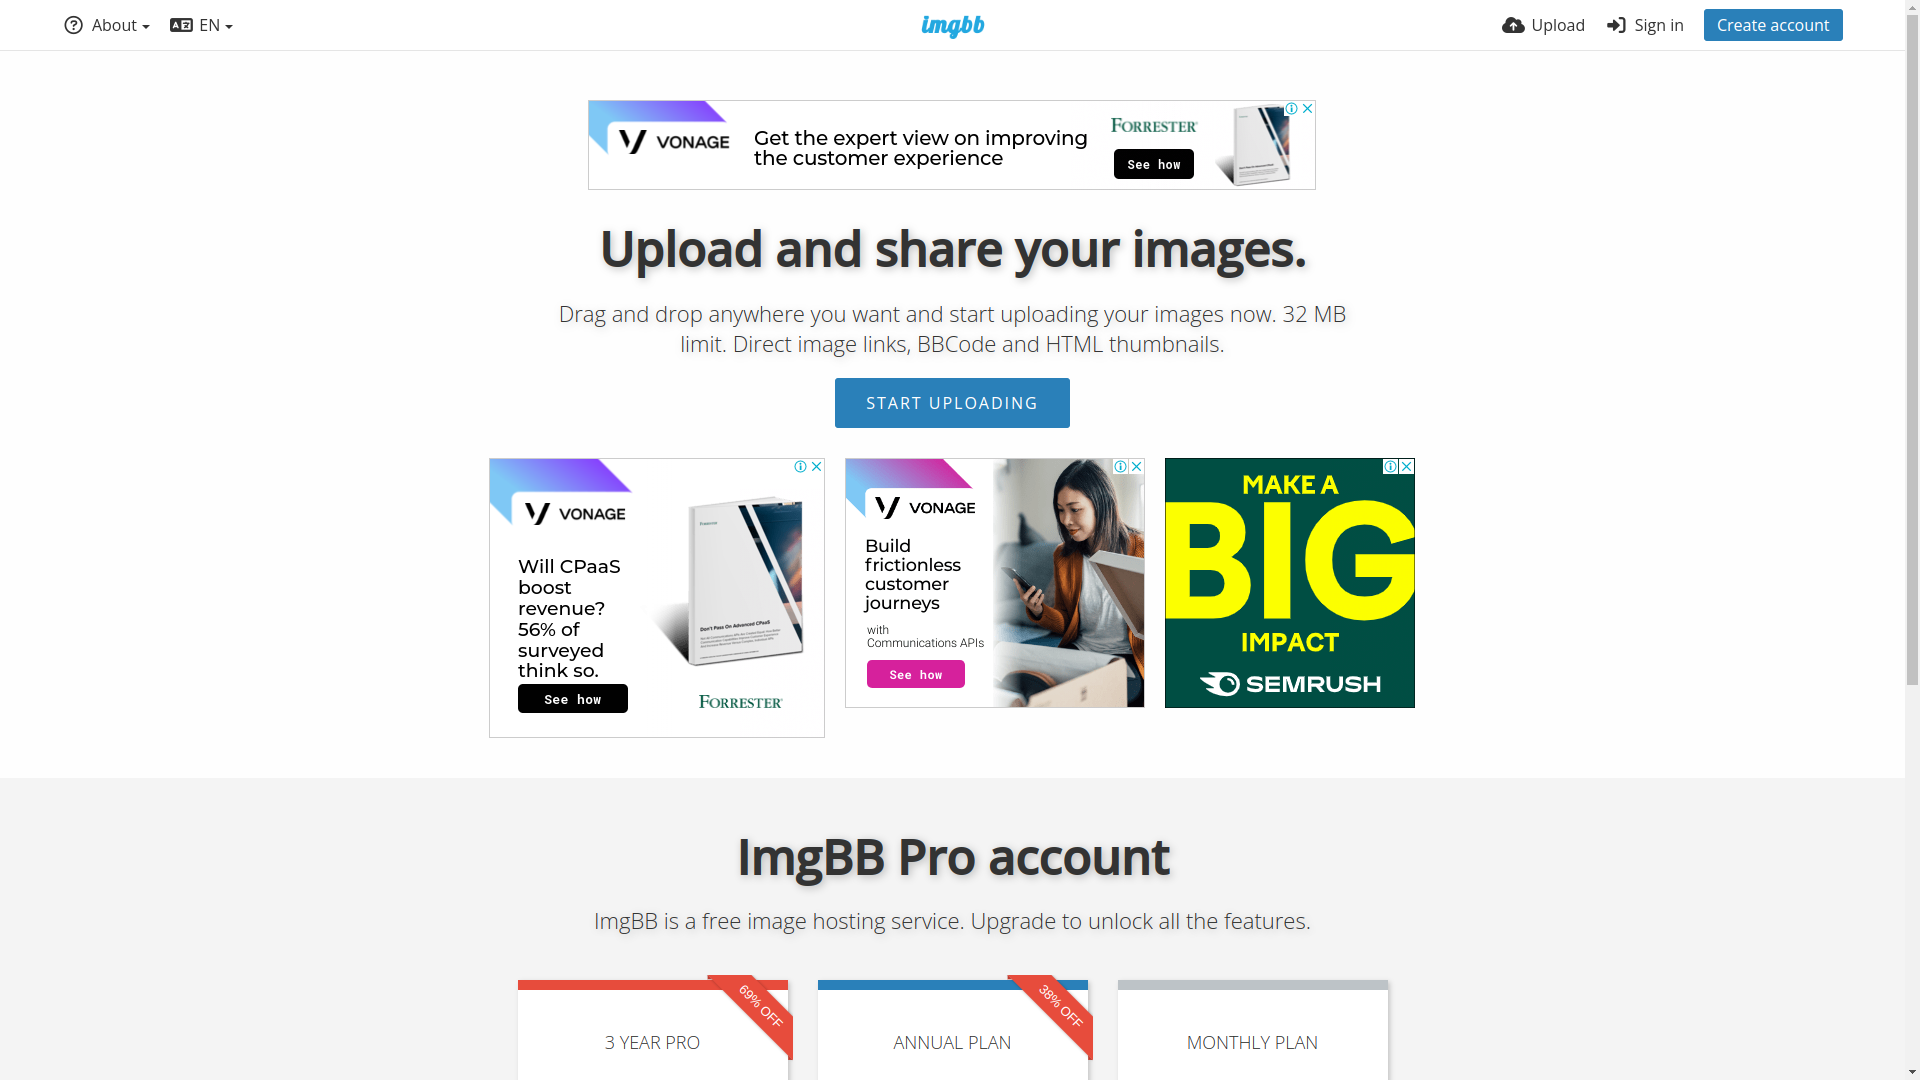 About
EN
imgbb
Upload
Sign in
Create account
VONAGE
Get the expert view on improving
the customer experience
FORRESTER
See how
Upload and share your images.
Drag and drop anywhere you want and start uploading your images now. 32 MB
limit. Direct image links, BBCode and HTML thumbnails.
START UPLOADING
VONAGE
Will CPaaS
boost
revenue?
56% of
surveyed
think so.
See how
Don't Pass On Advanced CPaaS
FORRESTER
VONAGE
Build
frictionless
customer
journeys
with
Communications APIs
See how
MAKE A
BIG
IMPACT
SEMRUSH
ImgBB Pro account
ImgBB is a free image hosting service. Upgrade to unlock all the features.
69% OFF
3 YEAR PRO
38% OFF
ANNUAL PLAN
MONTHLY PLAN